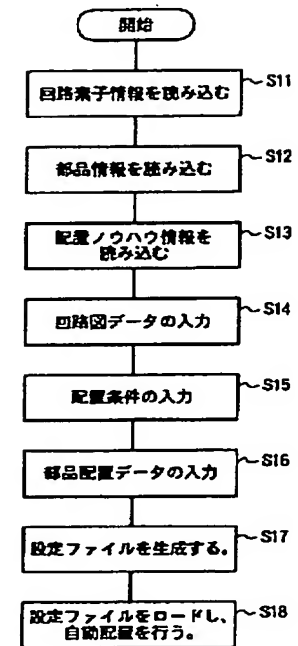 開始
回路素子情報を読み込む
S11
部品情報を読み込む
S12
配置ノウハウ情報を
読み込む
S13
回路図データの入力
S14
配置条件の入力
S15
部品配置データの入力
S16
設定ファイルを生成する。
S17
設定ファイルをロードし、
自動配置を行う。
S18